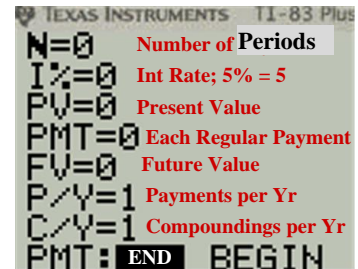 TEXAS INSTRUMENTS TI-83 Plus
N=0 Number of Periods
I%=0 Int Rate; 5% = 5
PV=0 Present Value
PMT=0 Each Regular Payment
FV=0 Future Value
P/Y=1 Payments per Yr
C/Y=1 Compoundings per Yr
PMT: END BEGIN